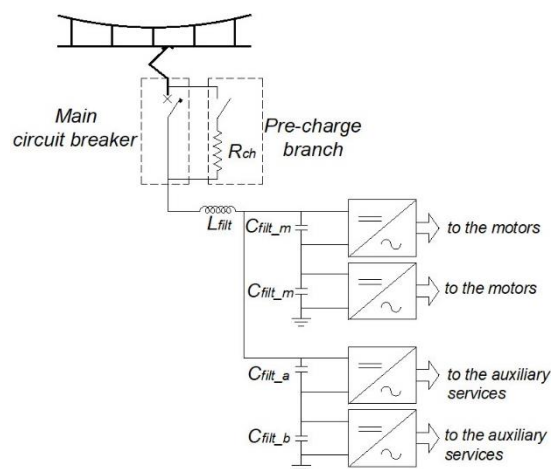 Main
circuit breaker
Pre-charge
branch
Rch
Lfilt
Cfilt_m
to the motors
Cfilt_m
to the motors
Cfilt_a
to the auxiliary
services
Cfilt_b
to the auxiliary
services